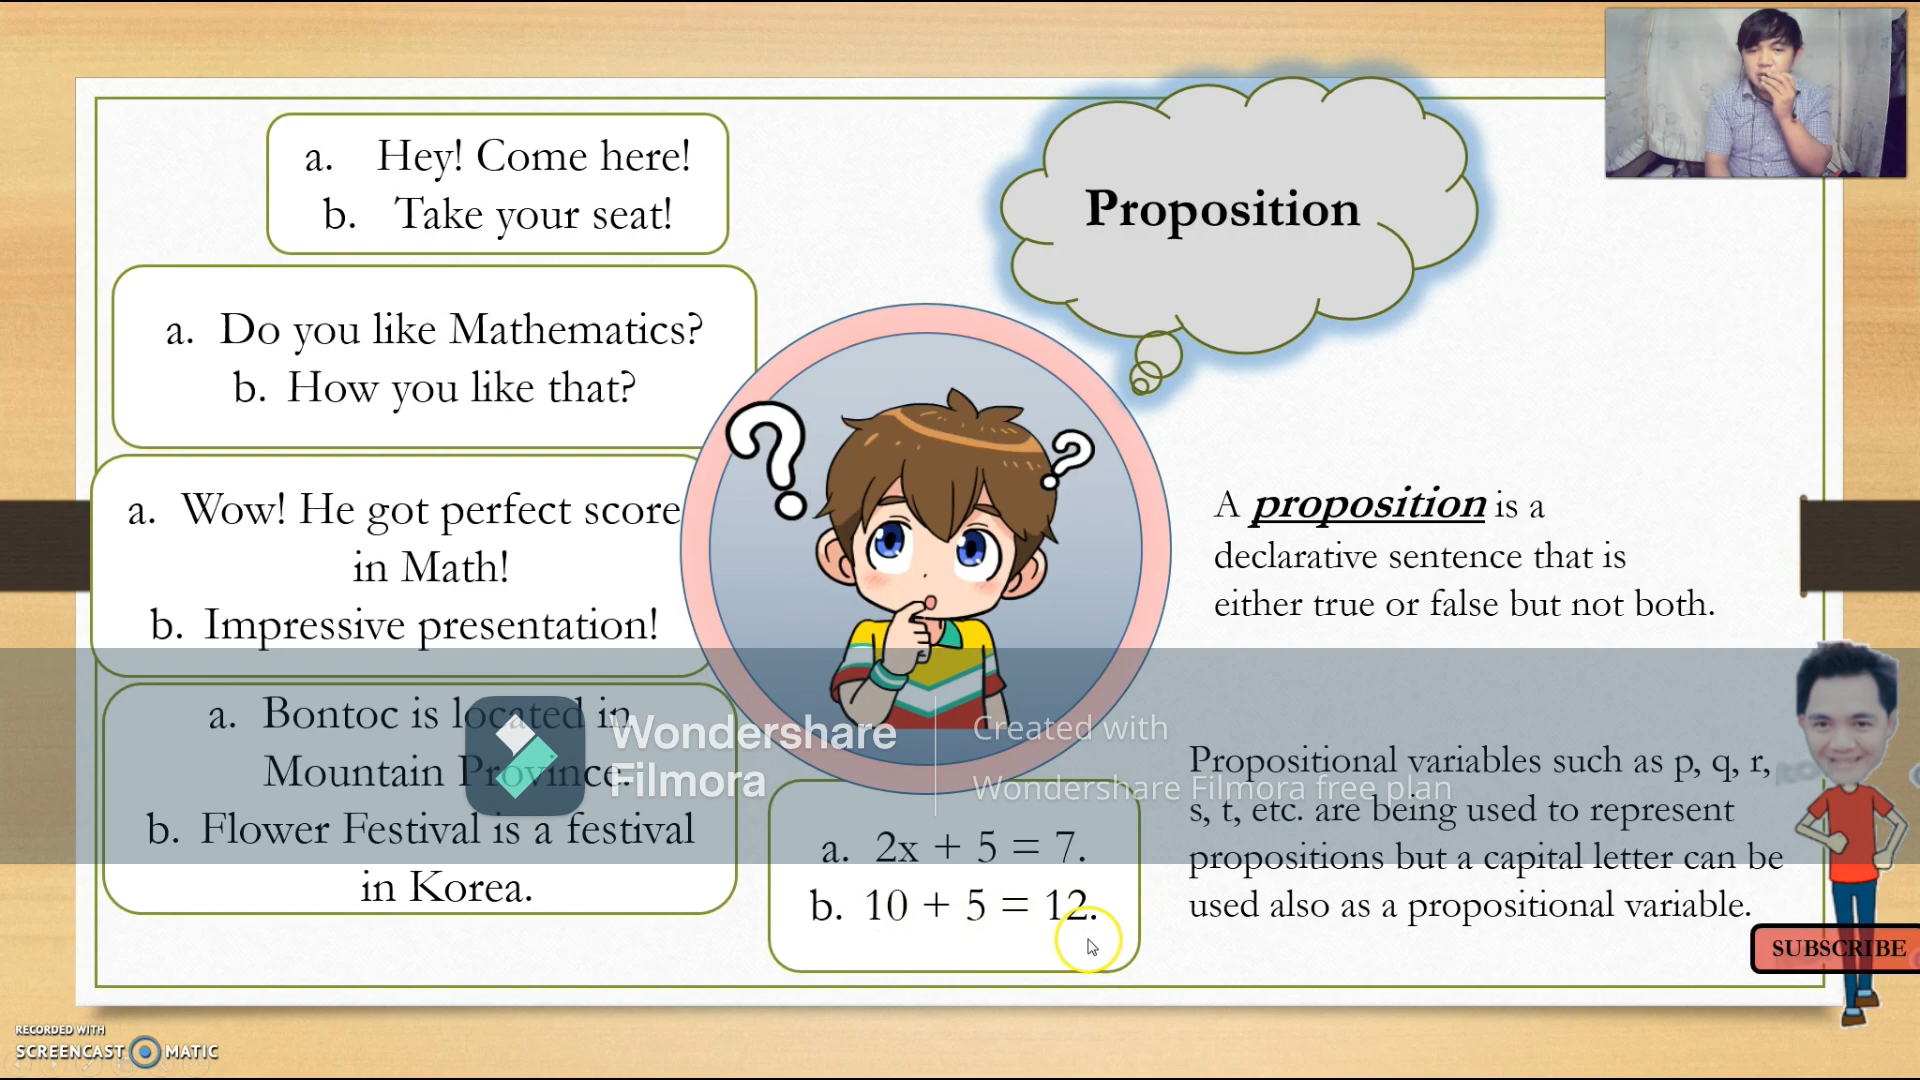 a. Hey! Come here!
b. Take your seat!
a. Do you like Mathematics?
b. How you like that?
a. Wow! He got perfect score
in Math!
b. Impressive presentation!
a. Bontoc is located in
Mountain Province.
b. Flower Festival is a festival
in Korea.
a. 2x + 5 = 7.
b. 10 + 5 = 12.
Proposition
A proposition is a
declarative sentence that is
either true or false but not both.
Propositional variables such as p, q, r,
s, t, etc. are being used to represent
propositions but a capital letter can be
used also as a propositional variable.
Wondershare
Filmora
Created with
Wondershare Filmora free plan
SUBSCRIBE
RECORDED WITH
SCREENCAST MATIC